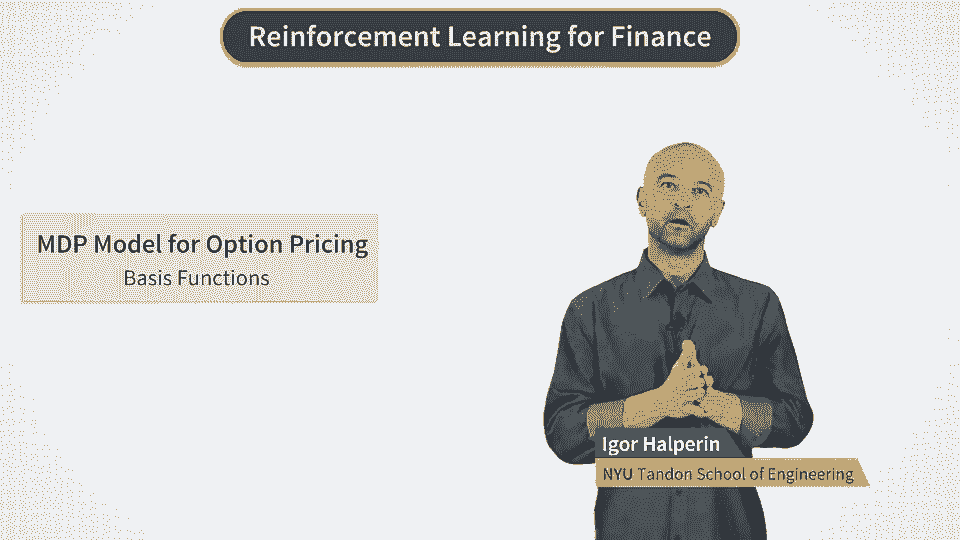 Reinforcement Learning for Finance
MDP Model for Option Pricing
Basis Functions
Igor Halperin
NYU Tandon School of Engineering